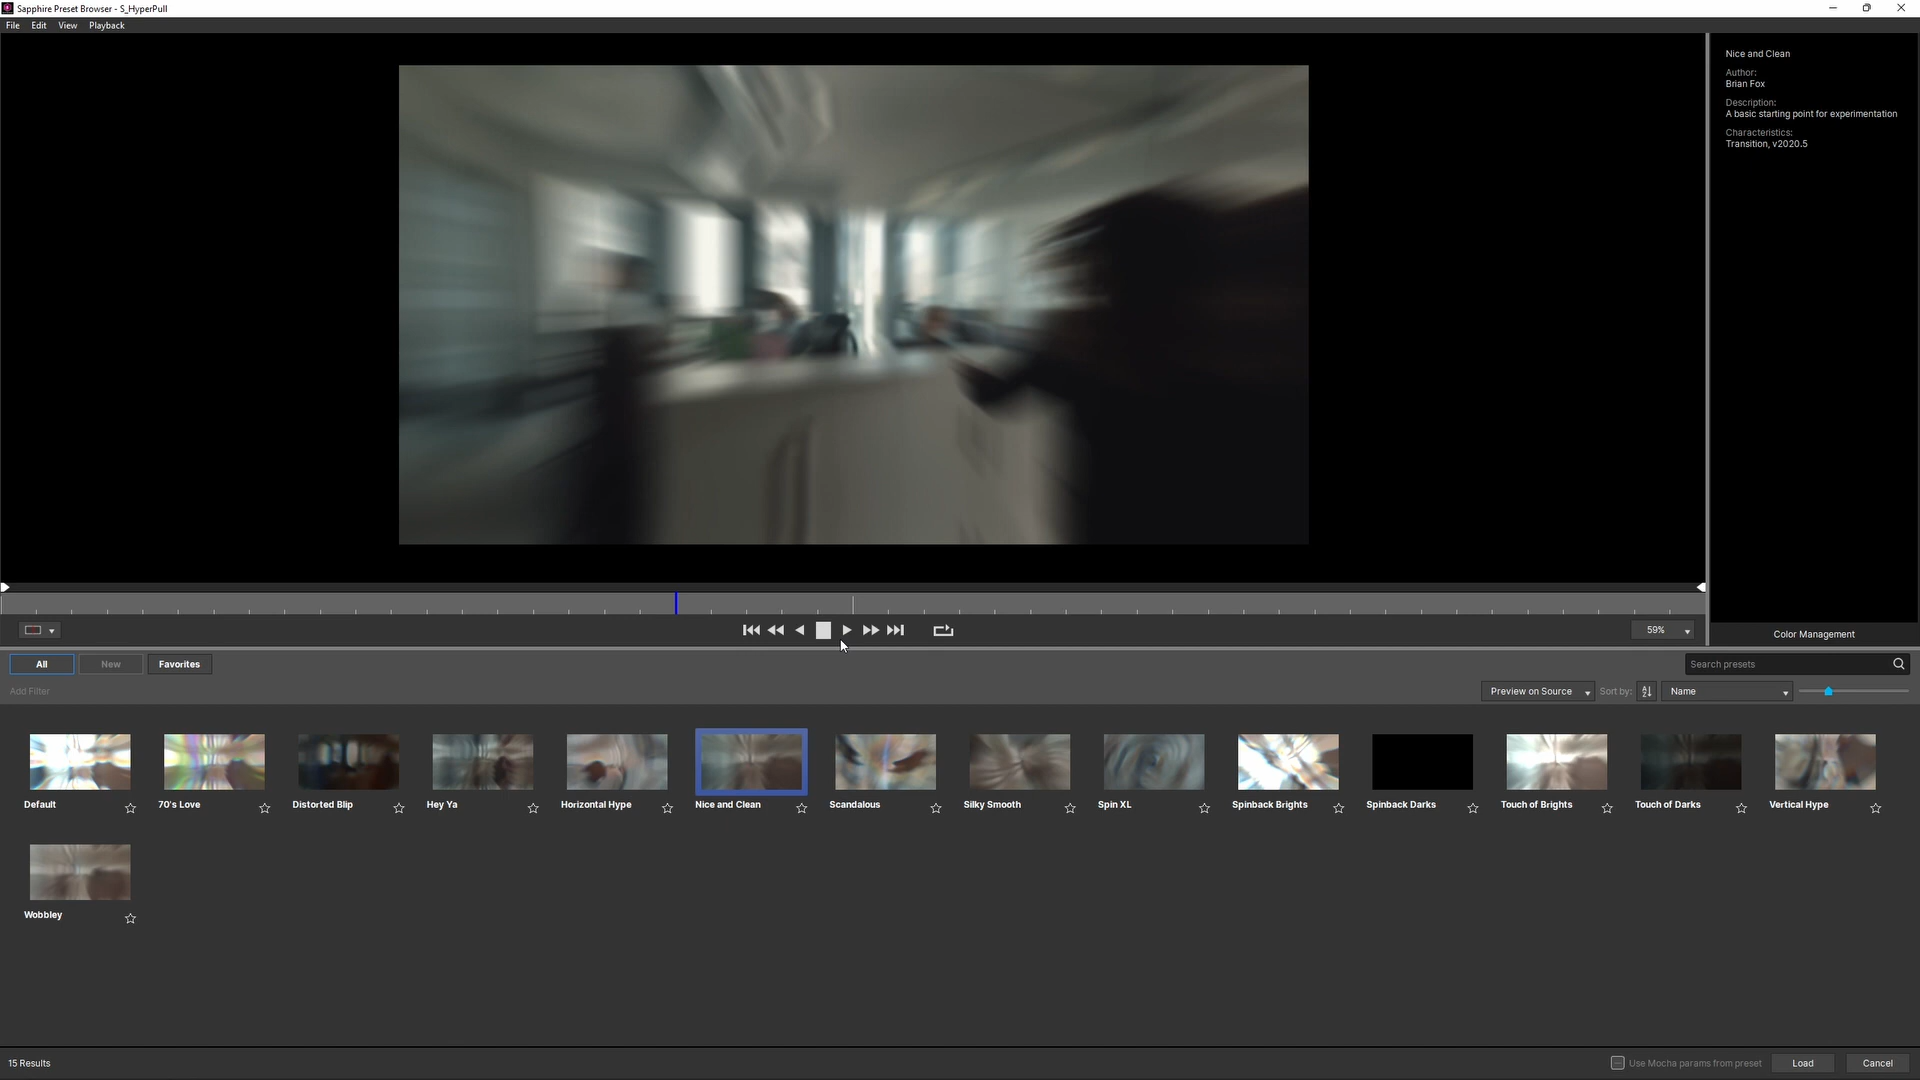 Sapphire Preset Browser - S_HyperPull
File Edit View Playback
Nice and Clean
Author:
Brian Fox
Description:
A basic starting point for experimentation
Characteristics:
Transition, v2020.5
59%
Color Management
All New Favorites
Search presets
Add Filter
Preview on Source Sort by: Name
Default 70's Love Distorted Blip Hey Ya Horizontal Hype Nice and Clean Scandalous Silky Smooth Spin XL Spinback Brights Spinback Darks Touch of Brights Touch of Darks Vertical Hype
Wobbley
15 Results
Use Mocha params from preset Load Cancel